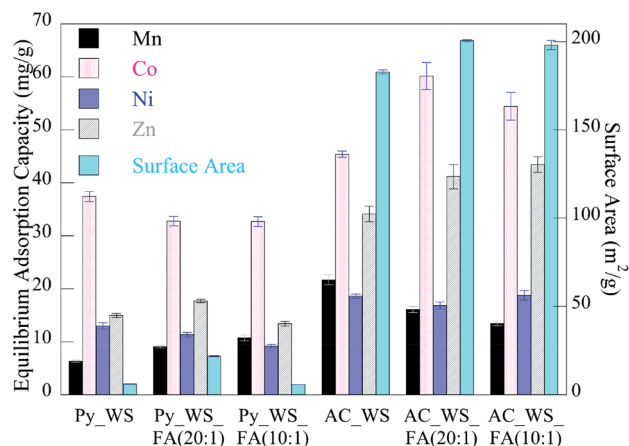 Equilibrium Adsorption Capacity (mg/g)
70
60
50
40
30
20
10
0
Mn
Co
Ni
Zn
Surface Area
200
150
100
50
0
Surface Area (m²/g)
Py_WS
Py_WS_
FA(20:1)
Py_WS_
FA(10:1)
AC_WS
AC_WS_
FA(20:1)
AC_WS_
FA(10:1)